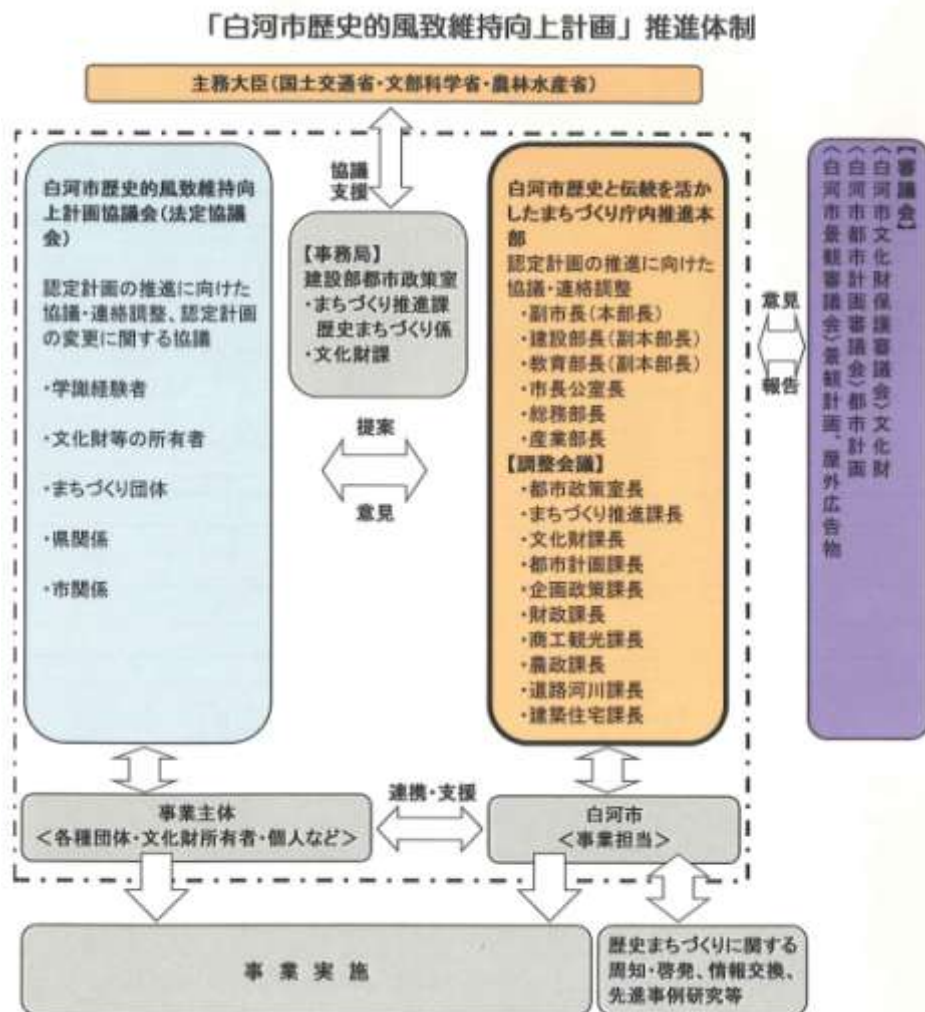 「白河市歴史的風致維持向上計画」推進体制
主務大臣(国土交通省・文部科学省・農林水産省)
協議
支援
白河市歴史的風致維持向
上計画協議会(法定協議
会)
認定計画の推進に向けた
協議・連絡調整、認定計画
の変更に関する協議
・学識経験者
・文化財等の所有者
・まちづくり団体
・県関係
・市関係
【事務局】
建設部都市政策室
・まちづくり推進課
歴史まちづくり係
・文化財課
提案
意見
白河市歴史と伝統を活か
したまちづくり庁内推進本
部
認定計画の推進に向けた
協議・連絡調整
・副市長(本部長)
・建設部長(副本部長)
・教育部長(副本部長)
・市長公室長
・総務部長
・産業部長
【調整会議】
・都市政策室長
・まちづくり推進課長
・文化財課長
・都市計画課長
・企画政策課長
・財政課長
・商工観光課長
・農政課長
・道路河川課長
・建築住宅課長
意見
報告
【審議会】
〈白河市文化財保護審議会〉文化財
〈白河市都市計画審議会〉都市計画
〈白河市景観審議会〉景観計画、屋外広告物
事業主体
<各種団体・文化財所有者・個人など>
連携・支援
白河市
<事業担当>
事業実施
歴史まちづくりに関する
周知・啓発、情報交換、
先進事例研究等